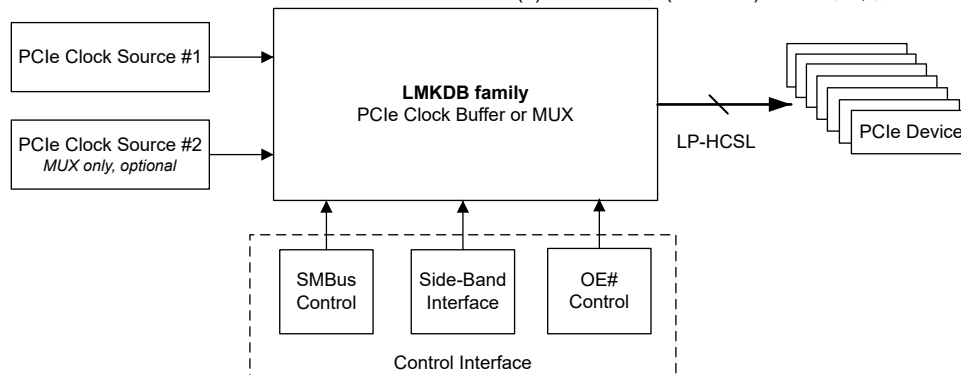 PCIe Clock Source #1
PCIe Clock Source #2
MUX only, optional
LMKDB family
PCIe Clock Buffer or MUX
LP-HCSL
PCIe Device
SMBus
Control
Side-Band
Interface
OE#
Control
Control Interface